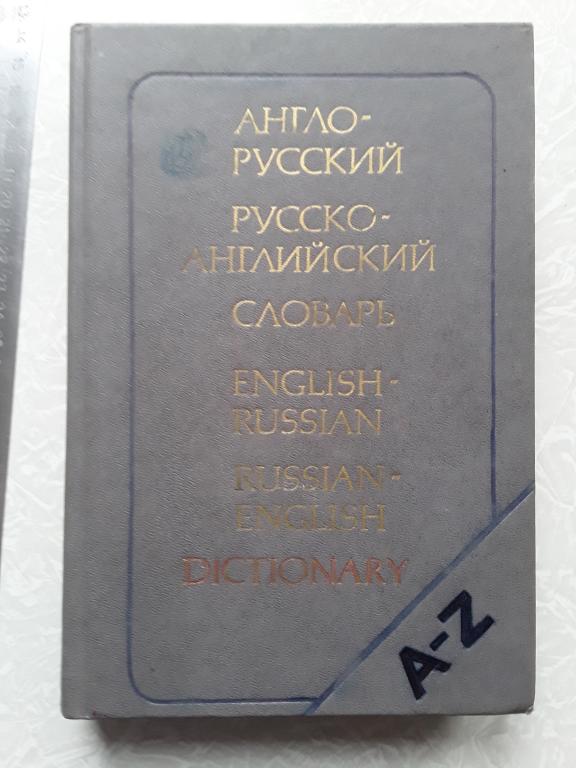 АНГЛО-
РУССКИЙ
РУССКО-
АНГЛИЙСКИЙ
СЛОВАРЬ
ENGLISH-
RUSSIAN
RUSSIAN-
ENGLISH
DICTIONARY
A-Z